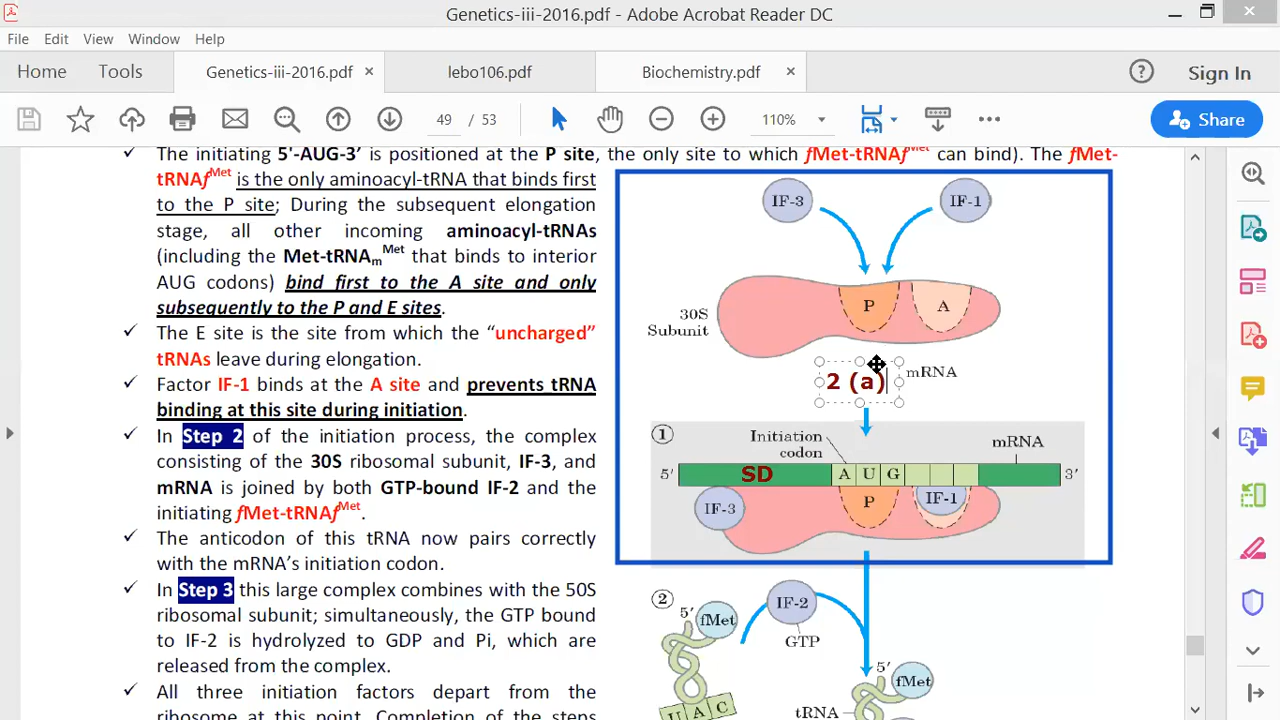 Genetics-iii-2016.pdf - Adobe Acrobat Reader DC
File Edit View Window Help
Home Tools Genetics-iii-2016.pdf × lebo106.pdf Biochemistry.pdf × ? Sign In
49 / 53 110% Share
✓ The initiating 5'-AUG-3’ is positioned at the P site, the only site to which fMet-tRNAfMet can bind). The fMet-
tRNAfMet is the only aminoacyl-tRNA that binds first
to the P site; During the subsequent elongation
stage, all other incoming aminoacyl-tRNAs
(including the Met-tRNAmMet that binds to interior
AUG codons) bind first to the A site and only
subsequently to the P and E sites.
✓ The E site is the site from which the “uncharged”
tRNAs leave during elongation.
✓ Factor IF-1 binds at the A site and prevents tRNA
binding at this site during initiation.
✓ In Step 2 of the initiation process, the complex
consisting of the 30S ribosomal subunit, IF-3, and
mRNA is joined by both GTP-bound IF-2 and the
initiating fMet-tRNAfMet.
✓ The anticodon of this tRNA now pairs correctly
with the mRNA’s initiation codon.
✓ In Step 3 this large complex combines with the 50S
ribosomal subunit; simultaneously, the GTP bound
to IF-2 is hydrolyzed to GDP and Pi, which are
released from the complex.
✓ All three initiation factors depart from the
ribosome at this point. Completion of the steps
IF-3 IF-1
30S
Subunit
P A
2 (a) mRNA
1
Initiation
codon
mRNA
5′ SD A U G 3′
IF-3 P IF-1
2
5′ fMet IF-2
GTP
5′ fMet
U A C tRNA